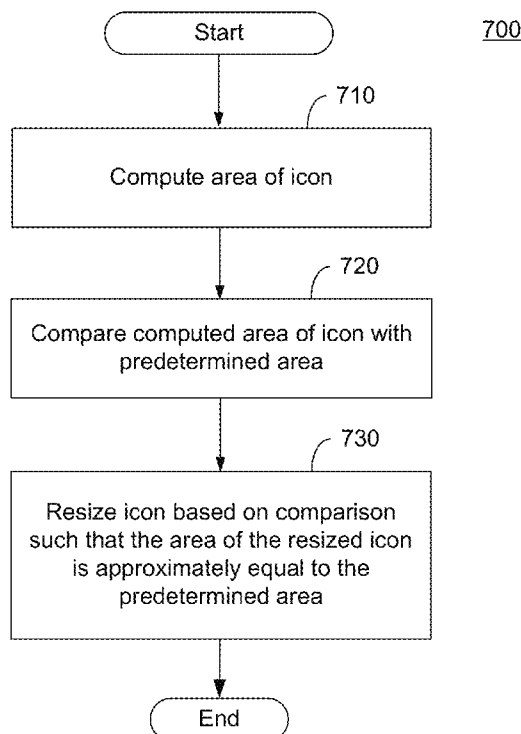 Start
700
710
Compute area of icon
720
Compare computed area of icon with
predetermined area
730
Resize icon based on comparison
such that the area of the resized icon
is approximately equal to the
predetermined area
End